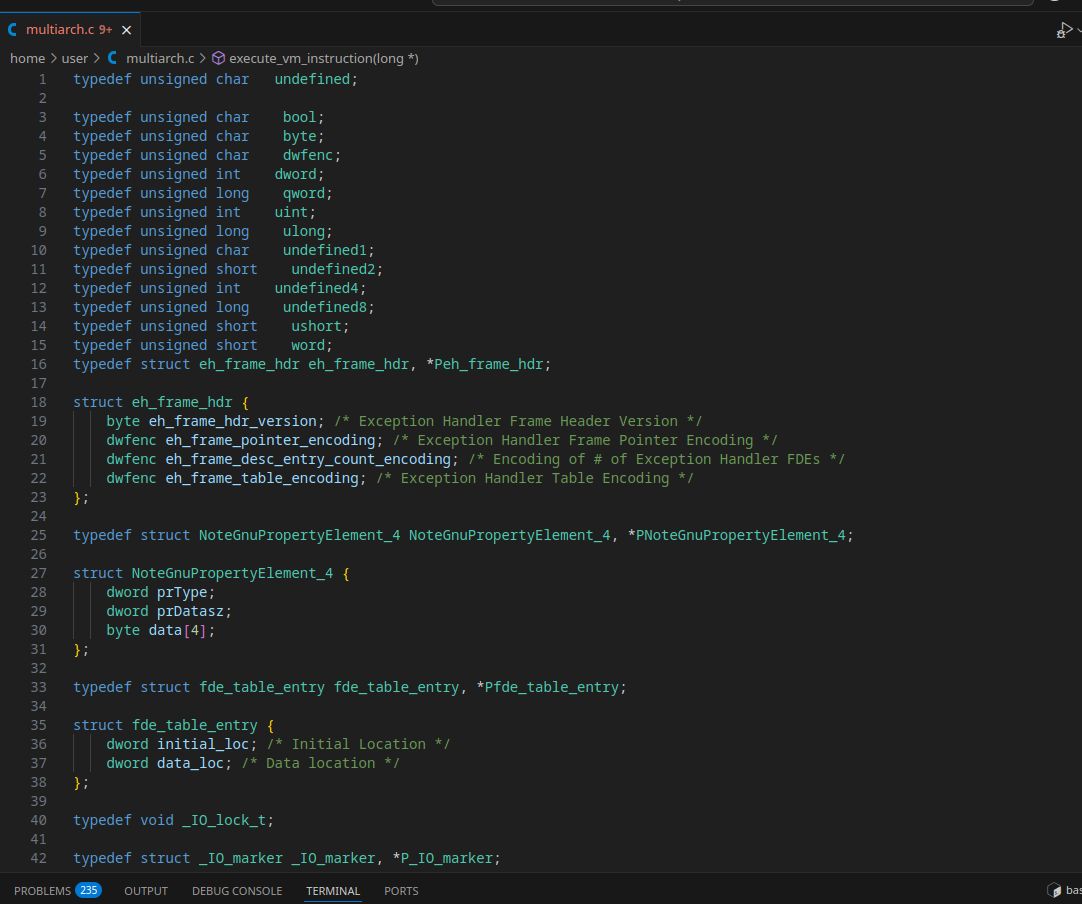 multiarch.c 9+
home > user > multiarch.c > execute_vm_instruction(long *)
1 typedef unsigned char   undefined;
2
3 typedef unsigned char    bool;
4 typedef unsigned char    byte;
5 typedef unsigned char    dwfenc;
6 typedef unsigned int    dword;
7 typedef unsigned long    qword;
8 typedef unsigned int    uint;
9 typedef unsigned long    ulong;
10 typedef unsigned char    undefined1;
11 typedef unsigned short    undefined2;
12 typedef unsigned int    undefined4;
13 typedef unsigned long    undefined8;
14 typedef unsigned short    ushort;
15 typedef unsigned short    word;
16 typedef struct eh_frame_hdr eh_frame_hdr, *Peh_frame_hdr;
17
18 struct eh_frame_hdr {
19     byte eh_frame_hdr_version; /* Exception Handler Frame Header Version */
20     dwfenc eh_frame_pointer_encoding; /* Exception Handler Frame Pointer Encoding */
21     dwfenc eh_frame_desc_entry_count_encoding; /* Encoding of # of Exception Handler FDEs */
22     dwfenc eh_frame_table_encoding; /* Exception Handler Table Encoding */
23 };
24
25 typedef struct NoteGnuPropertyElement_4 NoteGnuPropertyElement_4, *PNoteGnuPropertyElement_4;
26
27 struct NoteGnuPropertyElement_4 {
28     dword prType;
29     dword prDatasz;
30     byte data[4];
31 };
32
33 typedef struct fde_table_entry fde_table_entry, *Pfde_table_entry;
34
35 struct fde_table_entry {
36     dword initial_loc; /* Initial Location */
37     dword data_loc; /* Data location */
38 };
39
40 typedef void _IO_lock_t;
41
42 typedef struct _IO_marker _IO_marker, *P_IO_marker;
PROBLEMS 235 OUTPUT DEBUG CONSOLE TERMINAL PORTS